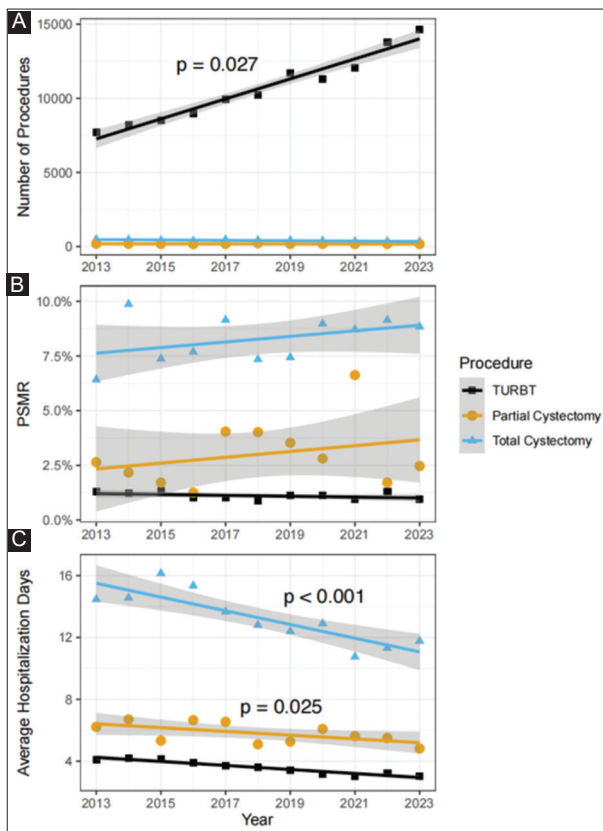 A
Number of Procedures
15000
10000
5000
0
p = 0.027
2013 2015 2017 2019 2021 2023
B
PSMR
10.0%
7.5%
5.0%
2.5%
0.0%
2013 2015 2017 2019 2021 2023
Procedure
TURBT
Partial Cystectomy
Total Cystectomy
C
Average Hospitalization Days
16
12
8
4
p < 0.001
p = 0.025
2013 2015 2017 2019 2021 2023
Year